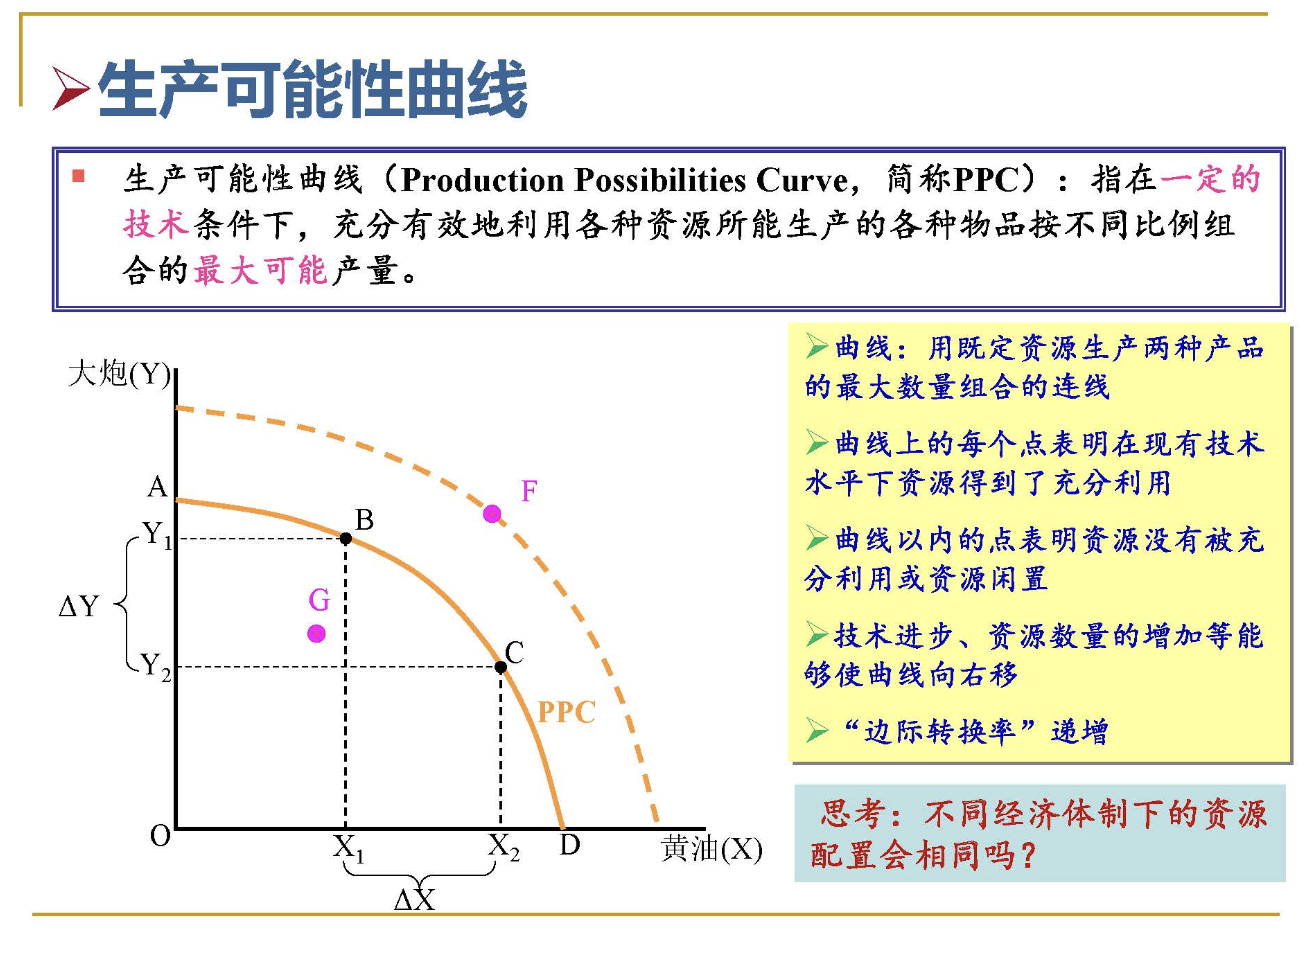 生产可能性曲线
生产可能性曲线（Production Possibilities Curve，简称PPC）：指在一定的
技术条件下，充分有效地利用各种资源所能生产的各种物品按不同比例组
合的最大可能产量。
大炮(Y)
A
Y1
B
F
G
ΔY
Y2
C
PPC
O
X1
X2
D
黄油(X)
ΔX
曲线：用既定资源生产两种产品
的最大数量组合的连线
曲线上的每个点表明在现有技术
水平下资源得到了充分利用
曲线以内的点表明资源没有被充
分利用或资源闲置
技术进步、资源数量的增加等能
够使曲线向右移
“边际转换率”递增
思考：不同经济体制下的资源
配置会相同吗？